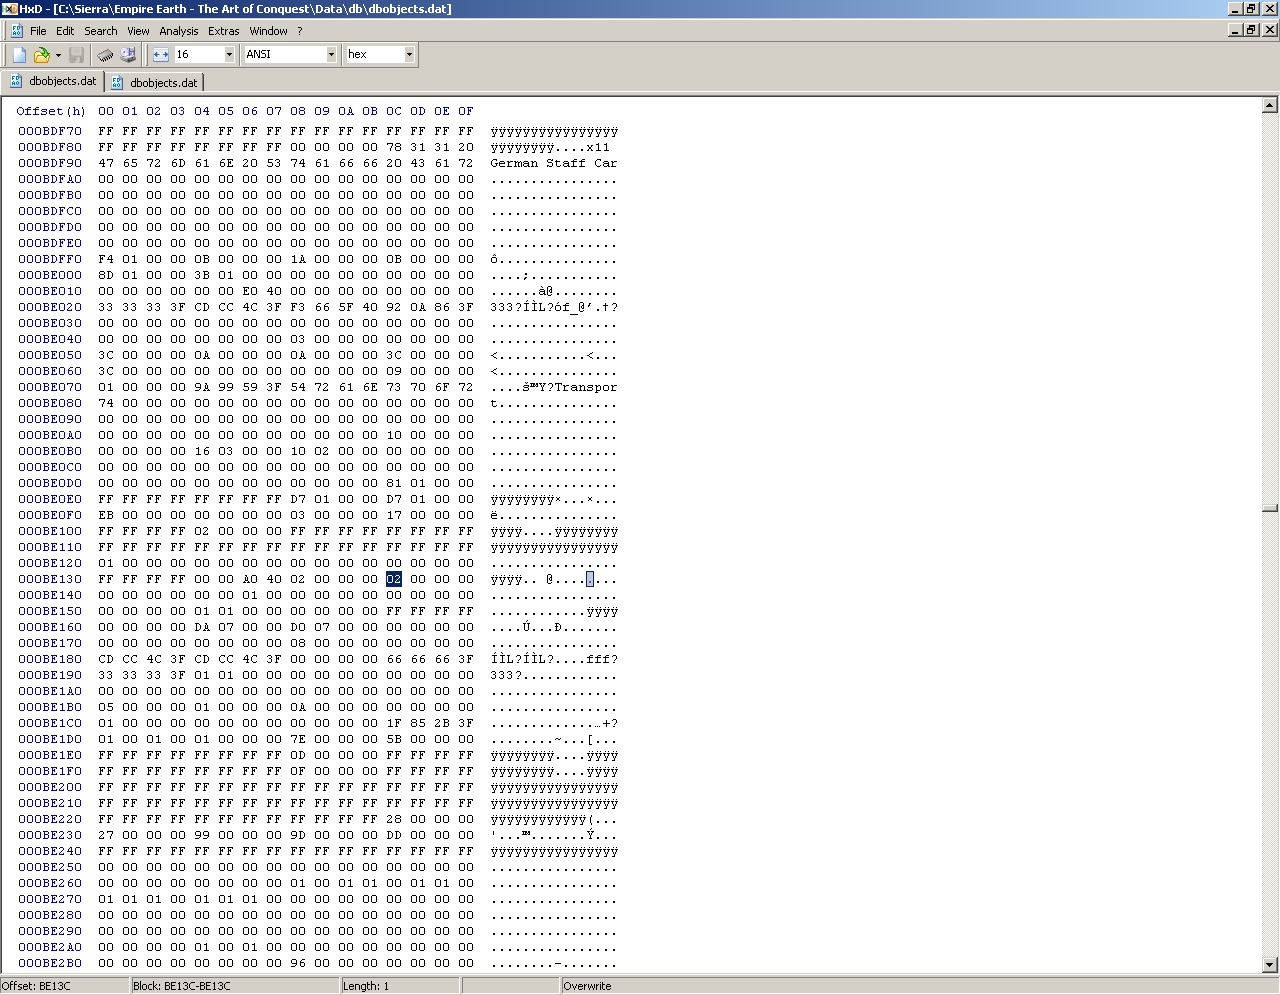 HxD - [C:\Sierra\Empire Earth - The Art of Conquest\Data\db\dbobjects.dat]
File Edit Search View Analysis Extras Window ?
16 ANSI hex
dbobjects.dat dbobjects.dat
Offset(h) 00 01 02 03 04 05 06 07 08 09 0A 0B 0C 0D 0E 0F
000BDF70 FF FF FF FF FF FF FF FF FF FF FF FF FF FF FF FF ÿÿÿÿÿÿÿÿÿÿÿÿÿÿÿÿ
000BDF80 FF FF FF FF FF FF FF FF 00 00 00 00 78 31 31 20 ÿÿÿÿÿÿÿÿ....x11
000BDF90 47 65 72 6D 61 6E 20 53 74 61 66 66 20 43 61 72 German Staff Car
000BDFA0 00 00 00 00 00 00 00 00 00 00 00 00 00 00 00 00 ................
000BDFB0 00 00 00 00 00 00 00 00 00 00 00 00 00 00 00 00 ................
000BDFC0 00 00 00 00 00 00 00 00 00 00 00 00 00 00 00 00 ................
000BDFD0 00 00 00 00 00 00 00 00 00 00 00 00 00 00 00 00 ................
000BDFE0 00 00 00 00 00 00 00 00 00 00 00 00 00 00 00 00 ................
000BDFF0 F4 01 00 00 0B 00 00 00 1A 00 00 00 0B 00 00 00 ô...............
000BE000 8D 01 00 00 3B 01 00 00 00 00 00 00 00 00 00 00 ....;...........
000BE010 00 00 00 00 00 00 E0 40 00 00 00 00 00 00 00 00 ......à@........
000BE020 33 33 33 3F CD CC 4C 3F F3 66 5F 40 92 0A 86 3F 333?ÍÌL?óf_@’.†?
000BE030 00 00 00 00 00 00 00 00 00 00 00 00 00 00 00 00 ................
000BE040 00 00 00 00 00 00 00 00 03 00 00 00 00 00 00 00 ................
000BE050 3C 00 00 00 0A 00 00 00 0A 00 00 00 3C 00 00 00 <...........<...
000BE060 3C 00 00 00 00 00 00 00 00 00 00 00 09 00 00 00 <...............
000BE070 01 00 00 00 9A 99 59 3F 54 72 61 6E 73 70 6F 72 ....š™Y?Transpor
000BE080 74 00 00 00 00 00 00 00 00 00 00 00 00 00 00 00 t...............
000BE090 00 00 00 00 00 00 00 00 00 00 00 00 00 00 00 00 ................
000BE0A0 00 00 00 00 00 00 00 00 00 00 00 00 10 00 00 00 ................
000BE0B0 00 00 00 00 16 03 00 00 10 02 00 00 00 00 00 00 ................
000BE0C0 00 00 00 00 00 00 00 00 00 00 00 00 00 00 00 00 ................
000BE0D0 00 00 00 00 00 00 00 00 00 00 00 00 81 01 00 00 ................
000BE0E0 FF FF FF FF FF FF FF FF D7 01 00 00 D7 01 00 00 ÿÿÿÿÿÿÿÿ×...×...
000BE0F0 EB 00 00 00 00 00 00 00 03 00 00 00 17 00 00 00 ë...............
000BE100 FF FF FF FF 02 00 00 00 FF FF FF FF FF FF FF FF ÿÿÿÿ....ÿÿÿÿÿÿÿÿ
000BE110 FF FF FF FF FF FF FF FF FF FF FF FF FF FF FF FF ÿÿÿÿÿÿÿÿÿÿÿÿÿÿÿÿ
000BE120 01 00 00 00 00 00 00 00 00 00 00 00 00 00 00 00 ................
000BE130 FF FF FF FF 00 00 A0 40 02 00 00 00 02 00 00 00 ÿÿÿÿ.. @........
000BE140 00 00 00 00 00 00 01 00 00 00 00 00 00 00 00 00 ................
000BE150 00 00 00 00 01 01 00 00 00 00 00 00 FF FF FF FF ............ÿÿÿÿ
000BE160 00 00 00 00 DA 07 00 00 D0 07 00 00 00 00 00 00 ....Ú...Ð.......
000BE170 00 00 00 00 00 00 00 00 08 00 00 00 00 00 00 00 ................
000BE180 CD CC 4C 3F CD CC 4C 3F 00 00 00 00 66 66 66 3F ÍÌL?ÍÌL?....fff?
000BE190 33 33 33 3F 01 01 00 00 00 00 00 00 00 00 00 00 333?............
000BE1A0 00 00 00 00 00 00 00 00 00 00 00 00 00 00 00 00 ................
000BE1B0 05 00 00 00 01 00 00 00 0A 00 00 00 00 00 00 00 ................
000BE1C0 01 00 00 00 00 00 00 00 00 00 00 00 1F 85 2B 3F .............…+?
000BE1D0 01 00 01 00 01 00 00 00 7E 00 00 00 5B 00 00 00 ........~...[...
000BE1E0 FF FF FF FF FF FF FF FF 0D 00 00 00 FF FF FF FF ÿÿÿÿÿÿÿÿ....ÿÿÿÿ
000BE1F0 FF FF FF FF FF FF FF FF 0F 00 00 00 FF FF FF FF ÿÿÿÿÿÿÿÿ....ÿÿÿÿ
000BE200 FF FF FF FF FF FF FF FF FF FF FF FF FF FF FF FF ÿÿÿÿÿÿÿÿÿÿÿÿÿÿÿÿ
000BE210 FF FF FF FF FF FF FF FF FF FF FF FF FF FF FF FF ÿÿÿÿÿÿÿÿÿÿÿÿÿÿÿÿ
000BE220 FF FF FF FF FF FF FF FF FF FF FF FF 28 00 00 00 ÿÿÿÿÿÿÿÿÿÿÿÿ(...
000BE230 27 00 00 00 99 00 00 00 9D 00 00 00 DD 00 00 00 '...™.......Ý...
000BE240 FF FF FF FF FF FF FF FF FF FF FF FF FF FF FF FF ÿÿÿÿÿÿÿÿÿÿÿÿÿÿÿÿ
000BE250 00 00 00 00 00 00 00 00 00 00 00 00 00 00 00 00 ................
000BE260 00 00 00 00 00 00 00 00 01 00 01 01 00 01 01 00 ................
000BE270 01 01 01 00 01 01 01 00 00 00 00 00 00 00 00 00 ................
000BE280 00 00 00 00 00 00 00 00 00 00 00 00 00 00 00 00 ................
000BE290 00 00 00 00 00 00 00 00 00 00 00 00 00 00 00 00 ................
000BE2A0 00 00 00 00 01 00 01 00 00 00 00 00 00 00 00 00 ................
000BE2B0 00 00 00 00 00 00 00 00 96 00 00 00 00 00 00 00 ........–.......
Offset: BE13C Block: BE13C-BE13C Length: 1 Overwrite